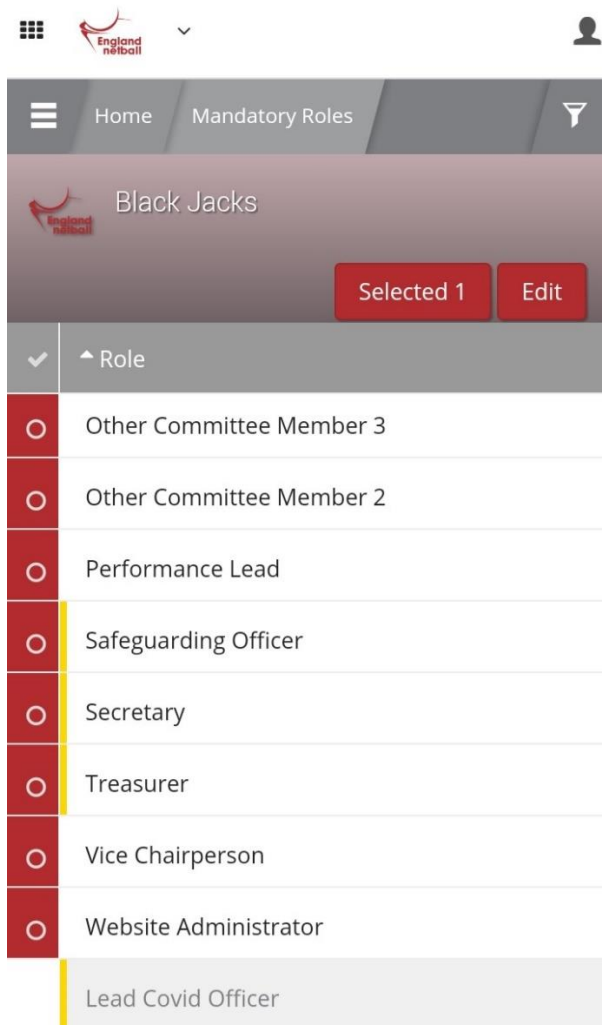 England
netball
Home
Mandatory Roles
Black Jacks
England
netball
Selected 1
Edit
Role
Other Committee Member 3
Other Committee Member 2
Performance Lead
Safeguarding Officer
Secretary
Treasurer
Vice Chairperson
Website Administrator
Lead Covid Officer